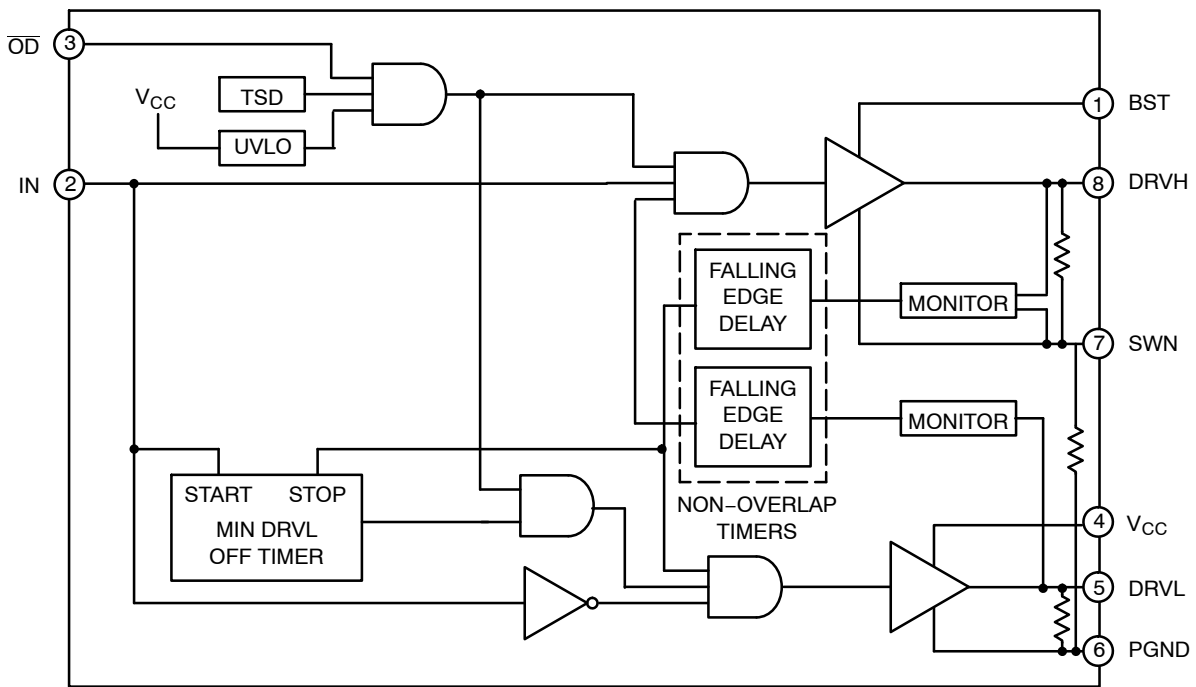 O̅D̅ 3
TSD
VCC
UVLO
1 BST
IN 2
8 DRVH
FALLING
EDGE
DELAY
MONITOR
7 SWN
FALLING
EDGE
DELAY
MONITOR
START STOP
MIN DRVL
OFF TIMER
NON–OVERLAP
TIMERS
4 VCC
5 DRVL
6 PGND